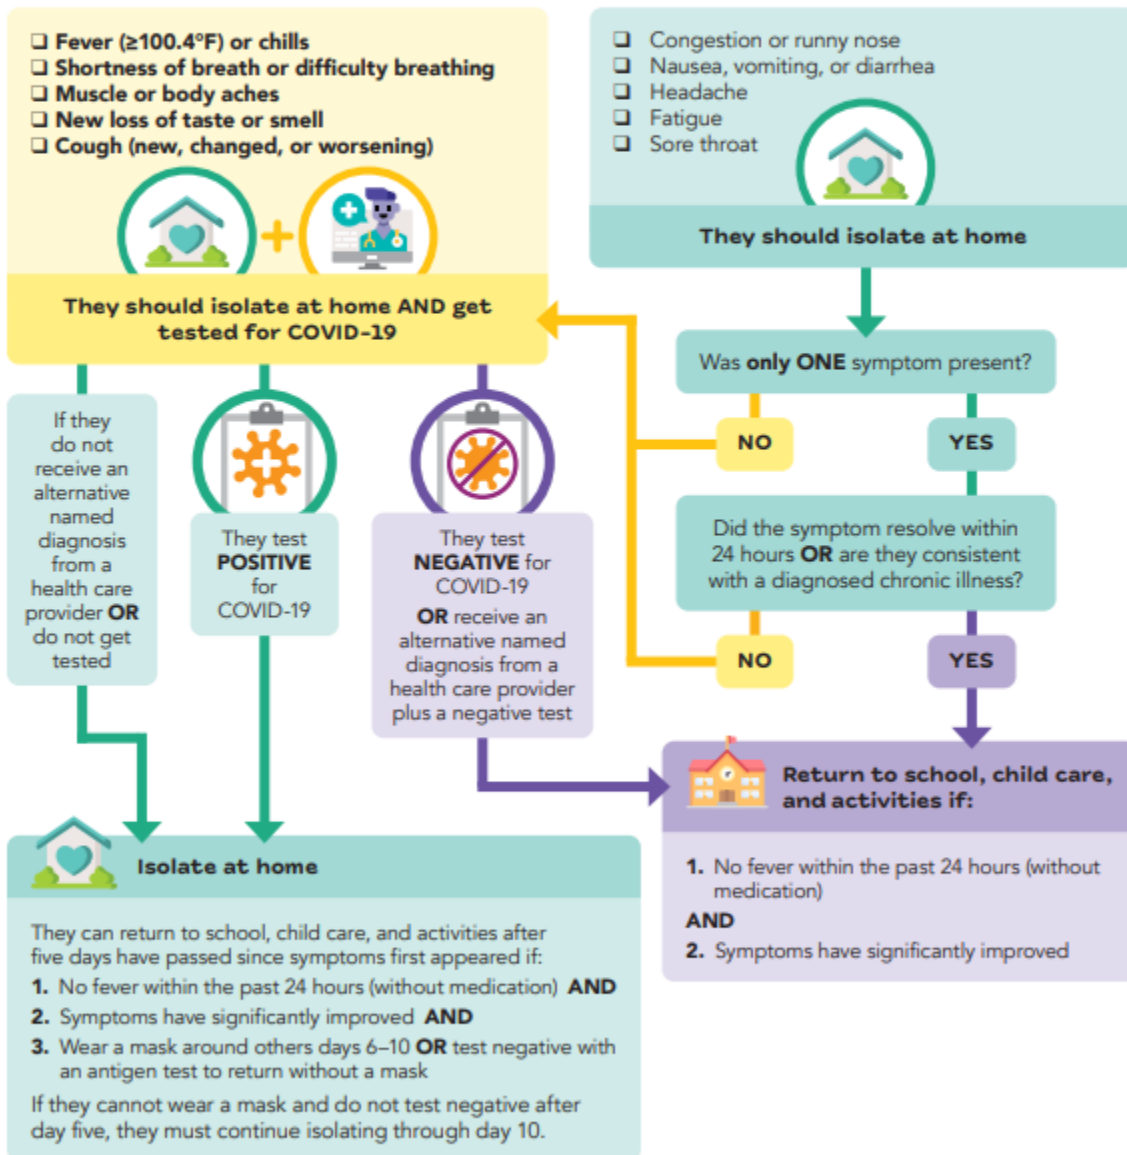 ❑ Fever (≥100.4°F) or chills
❑ Shortness of breath or difficulty breathing
❑ Muscle or body aches
❑ New loss of taste or smell
❑ Cough (new, changed, or worsening)
They should isolate at home AND get
tested for COVID-19
❑ Congestion or runny nose
❑ Nausea, vomiting, or diarrhea
❑ Headache
❑ Fatigue
❑ Sore throat
They should isolate at home
Was only ONE symptom present?
NO
YES
Did the symptom resolve within
24 hours OR are they consistent
with a diagnosed chronic illness?
NO
YES
If they
do not
receive an
alternative
named
diagnosis
from a
health care
provider OR
do not get
tested
They test
POSITIVE
for
COVID-19
They test
NEGATIVE for
COVID-19
OR receive an
alternative named
diagnosis from a
health care provider
plus a negative test
Return to school, child care,
and activities if:
1. No fever within the past 24 hours (without
medication)
AND
2. Symptoms have significantly improved
Isolate at home
They can return to school, child care, and activities after
five days have passed since symptoms first appeared if:
1. No fever within the past 24 hours (without medication) AND
2. Symptoms have significantly improved AND
3. Wear a mask around others days 6–10 OR test negative with
an antigen test to return without a mask
If they cannot wear a mask and do not test negative after
day five, they must continue isolating through day 10.